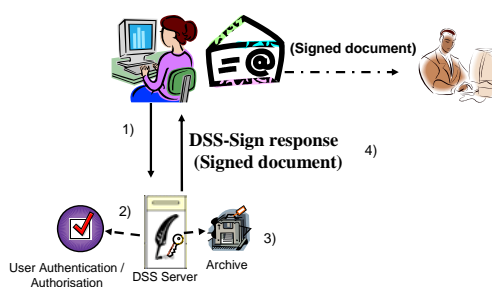 (Signed document)
1)
DSS-Sign response
(Signed document)
4)
2)
3)
User Authentication /
Authorisation
DSS Server
Archive